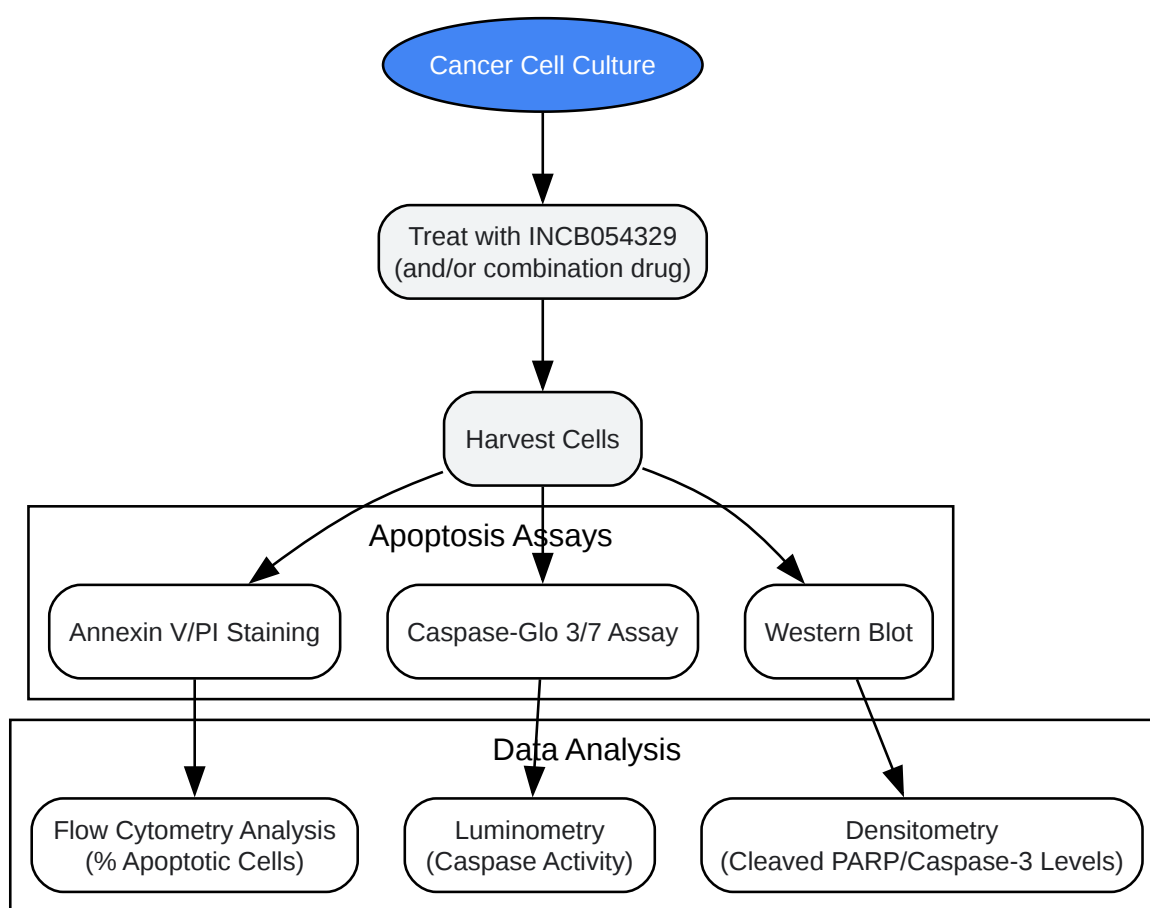 Cancer Cell Culture
Treat with INCB054329
(and/or combination drug)
Harvest Cells
Apoptosis Assays
Annexin V/PI Staining
Caspase-Glo 3/7 Assay
Western Blot
Data Analysis
Flow Cytometry Analysis
(% Apoptotic Cells)
Luminometry
(Caspase Activity)
Densitometry
(Cleaved PARP/Caspase-3 Levels)